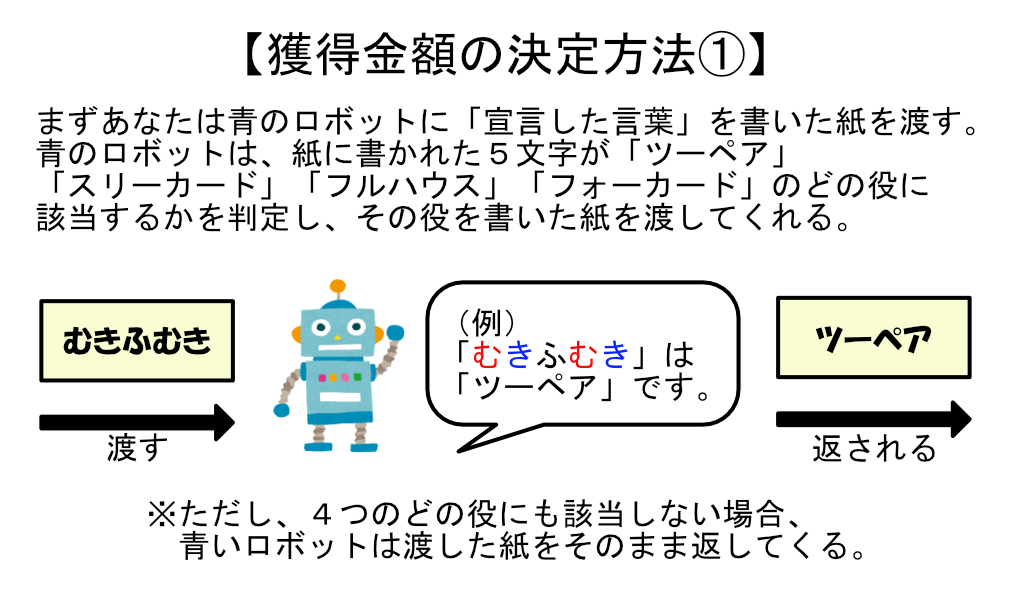 【獲得金額の決定方法①】
まずあなたは青のロボットに「宣言した言葉」を書いた紙を渡す。
青のロボットは、紙に書かれた５文字が「ツーペア」
「スリーカード」「フルハウス」「フォーカード」のどの役に
該当するかを判定し、その役を書いた紙を渡してくれる。
むきふむき
渡す
（例）
「むきふむき」は
「ツーペア」です。
ツーペア
返される
※ただし、４つのどの役にも該当しない場合、
青いロボットは渡した紙をそのまま返してくる。